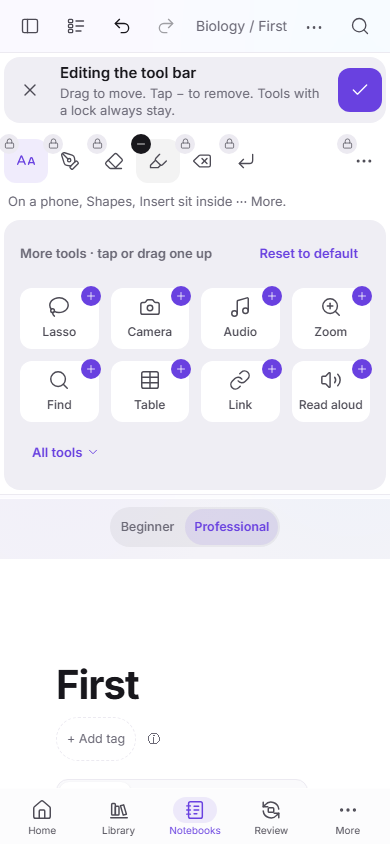 Biology / First
Editing the tool bar
Drag to move. Tap − to remove. Tools with
a lock always stay.
AA
On a phone, Shapes, Insert sit inside ··· More.
More tools · tap or drag one up
Reset to default
Lasso
Camera
Audio
Zoom
Find
Table
Link
Read aloud
All tools
Beginner
Professional
First
+ Add tag
Home
Library
Notebooks
Review
More